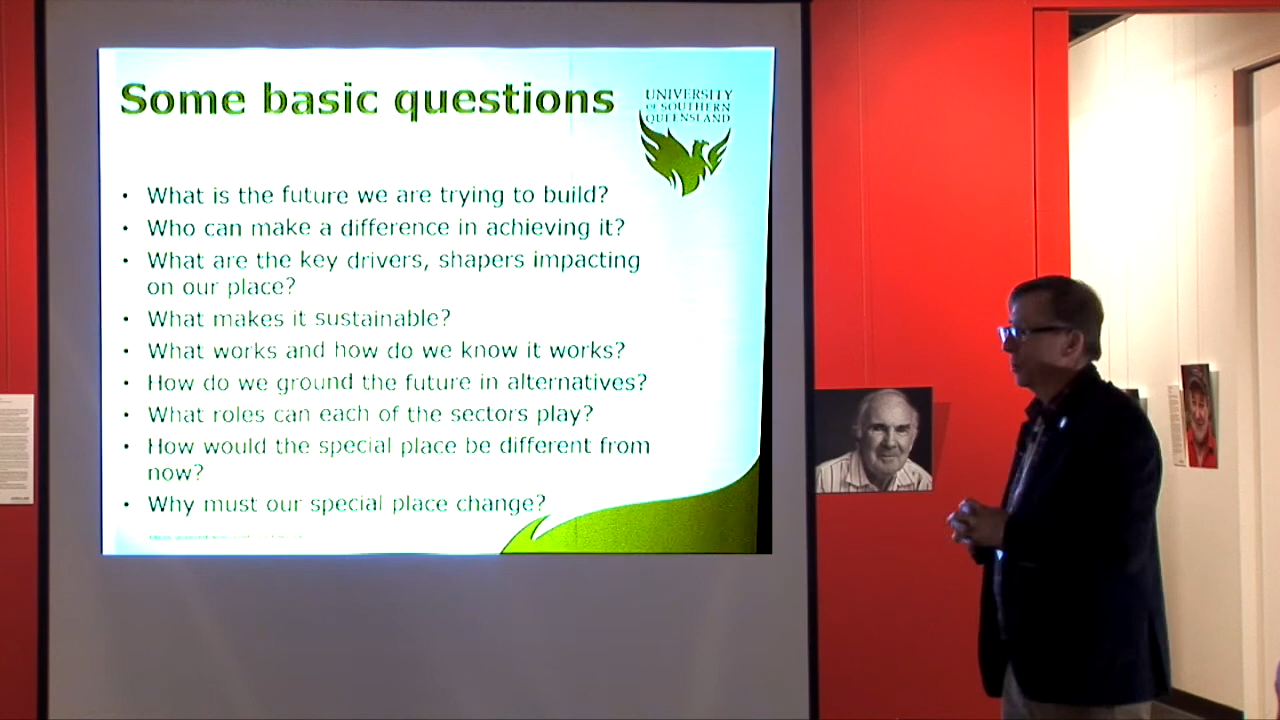 Some basic questions
UNIVERSITY
OF SOUTHERN
QUEENSLAND
• What is the future we are trying to build?
• Who can make a difference in achieving it?
• What are the key drivers, shapers impacting
on our place?
• What makes it sustainable?
• What works and how do we know it works?
• How do we ground the future in alternatives?
• What roles can each of the sectors play?
• How would the special place be different from
now?
• Why must our special place change?